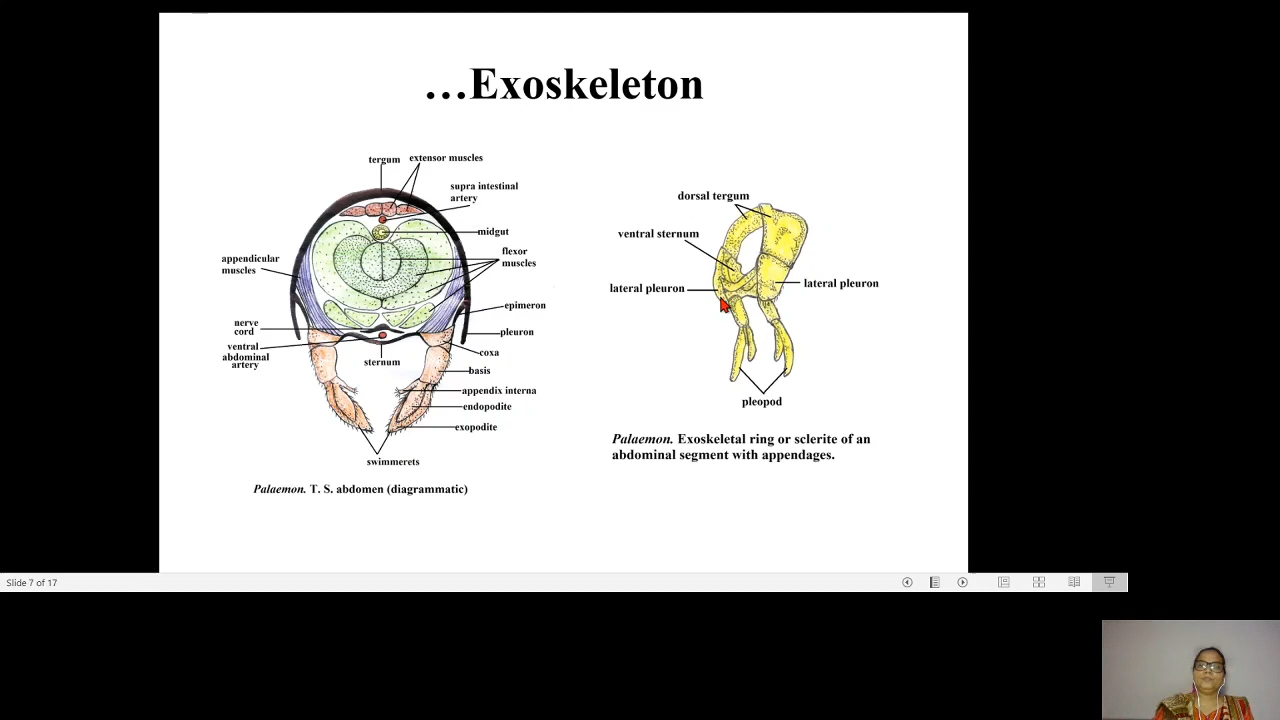 ...Exoskeleton
tergum
extensor muscles
supra intestinal
artery
midgut
flexor
muscles
appendicular
muscles
epimeron
nerve
cord
pleuron
ventral
abdominal
artery
sternum
coxa
basis
appendix interna
endopodite
exopodite
swimmerets
Palaemon. T. S. abdomen (diagrammatic)
dorsal tergum
ventral sternum
lateral pleuron
lateral pleuron
pleopod
Palaemon. Exoskeletal ring or sclerite of an
abdominal segment with appendages.
Slide 7 of 17